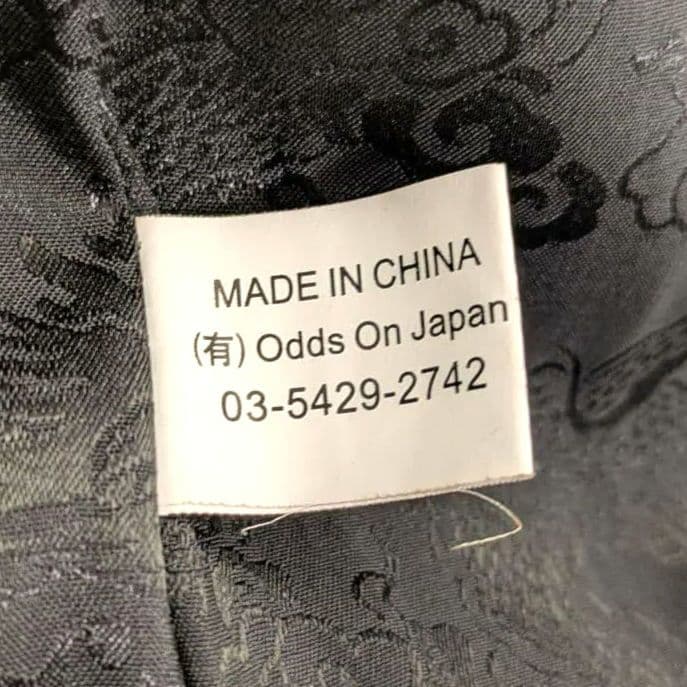 MADE IN CHINA
(有) Odds On Japan
03-5429-2742